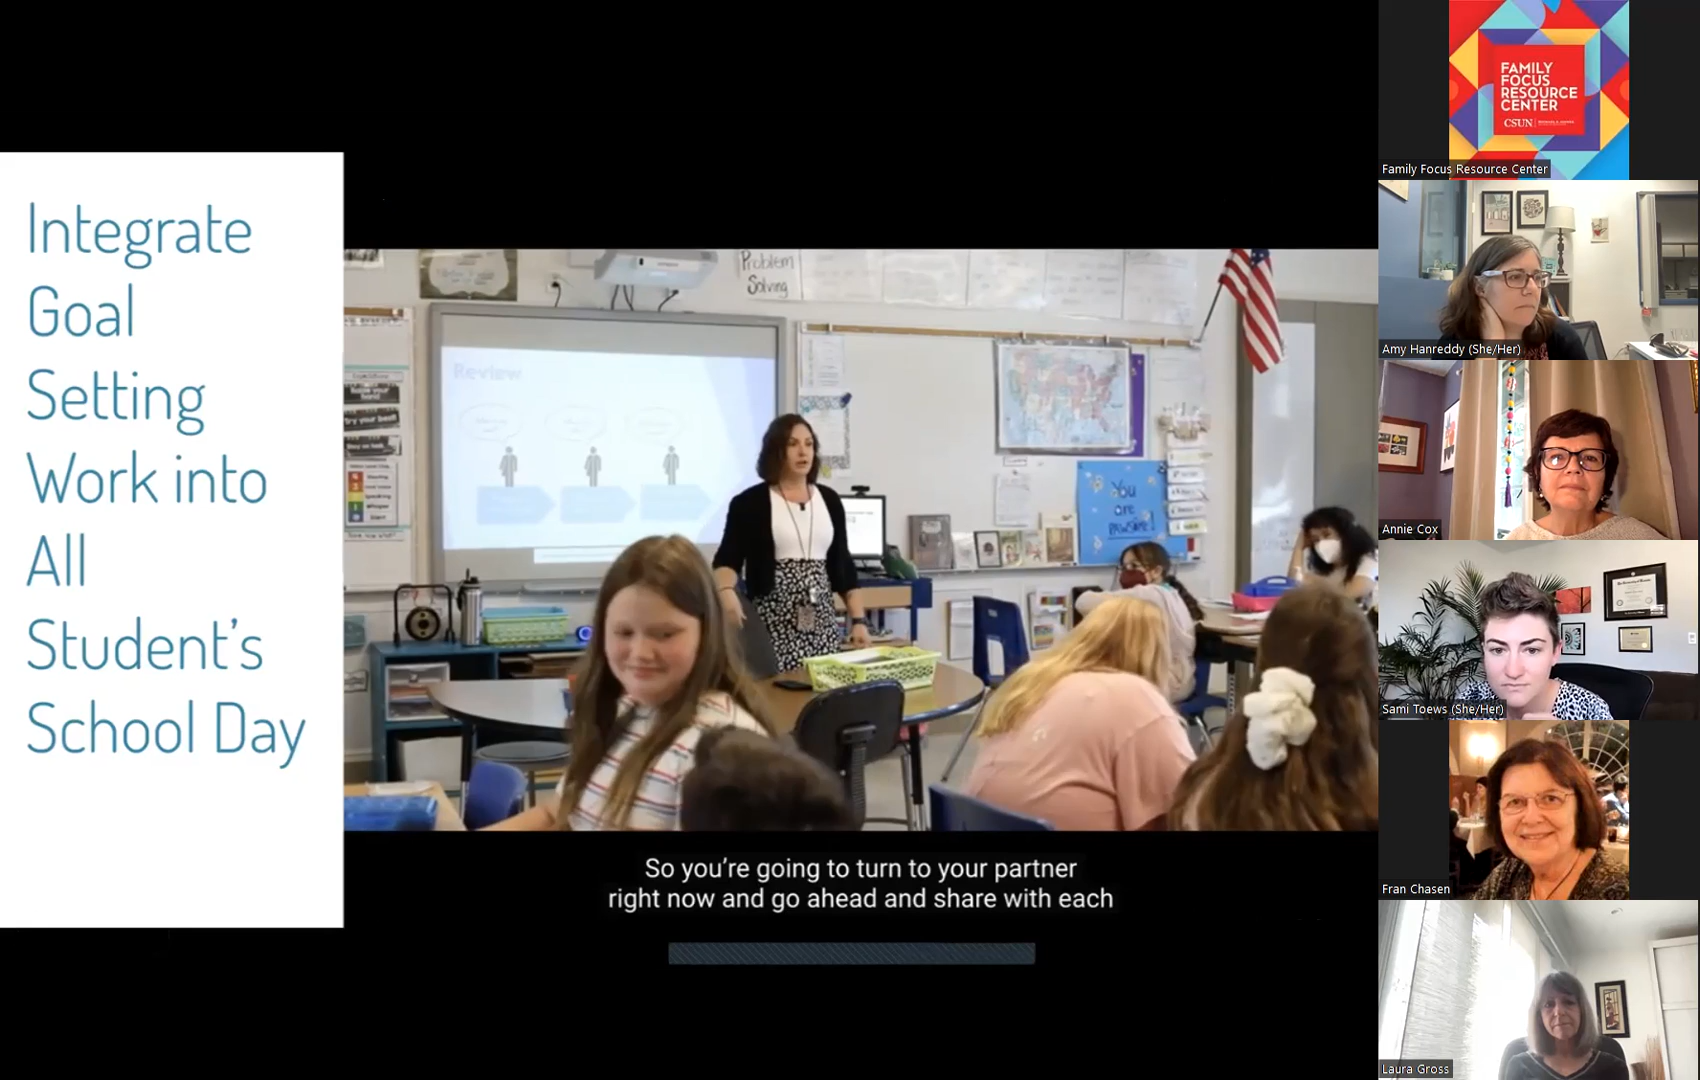 Integrate
Goal
Setting
Work into
All
Student's
School Day
Problem
Solving
Review
You
are
PAWSOME!
So you're going to turn to your partner
right now and go ahead and share with each
FAMILY
FOCUS
RESOURCE
CENTER
CSUN
Family Focus Resource Center
Amy Hanreddy (She/Her)
Annie Cox
Sami Toews (She/Her)
Fran Chasen
Laura Gross